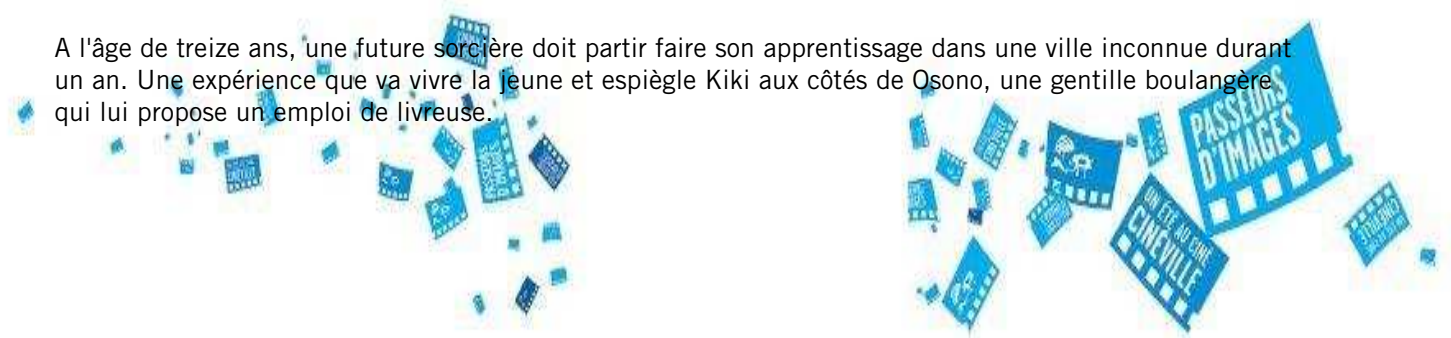 A l'âge de treize ans, une future sorcière doit partir faire son apprentissage dans une ville inconnue durant
un an. Une expérience que va vivre la jeune et espiègle Kiki aux côtés de Osono, une gentille boulangère
qui lui propose un emploi de livreuse.
PASSEURS
D'IMAGES
UN ÉTÉ AU CINÉ
CINÉVILLE